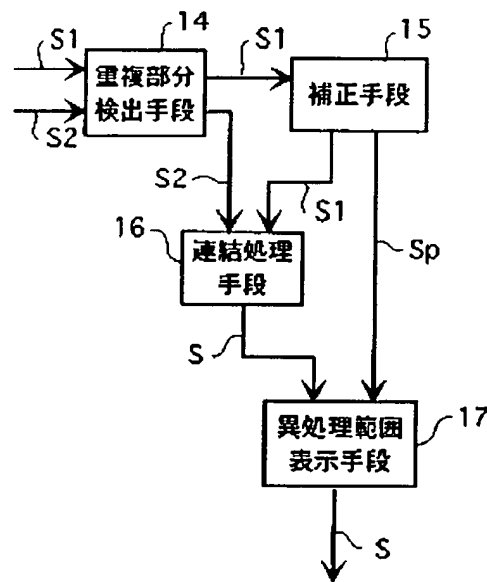 14
S1
S1
15
重複部分
検出手段
補正手段
S2
S2
S1
16
連結処理
手段
Sp
S
異処理範囲
表示手段
17
S